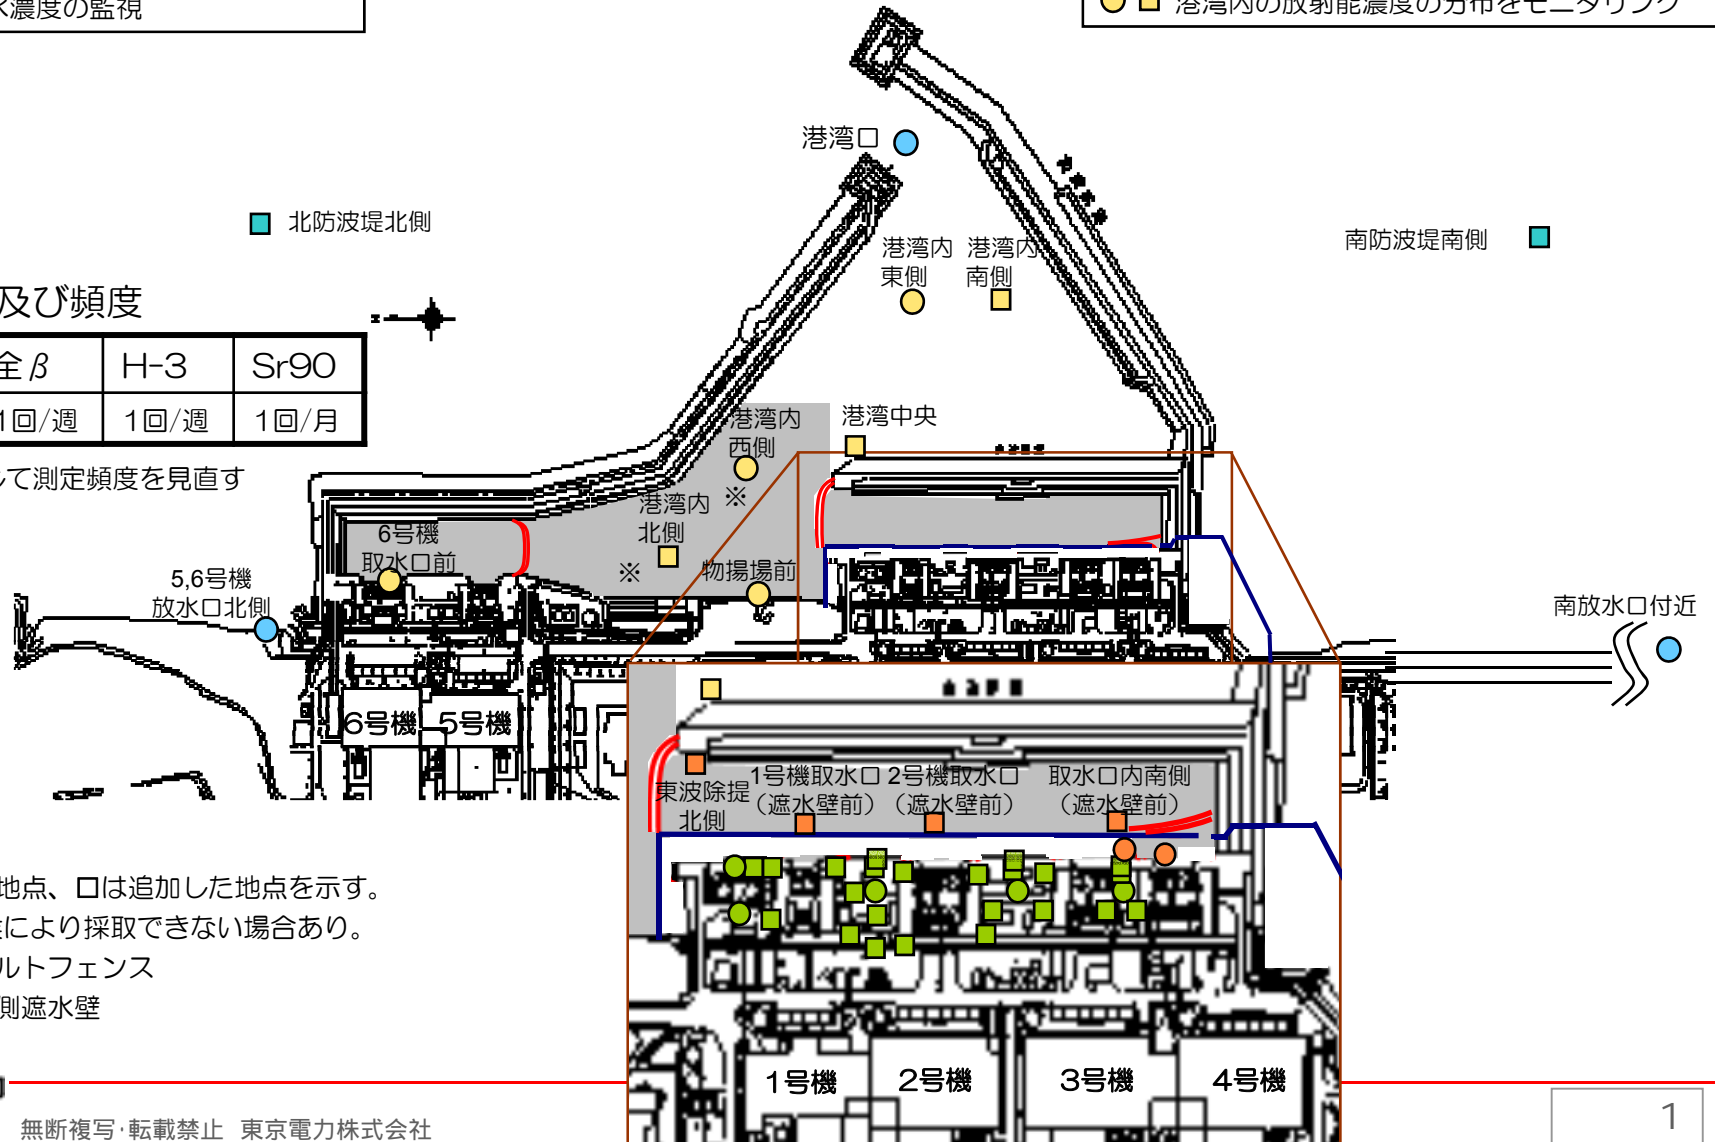 水濃度の監視
港湾内の放射能濃度の分布をモニタリング
港湾口
北防波堤北側
南防波堤南側
港湾内
東側
港湾内
南側
及び頻度
全β H-3 Sr90
1回/週 1回/週 1回/月
して測定頻度を見直す
港湾内
西側
※
港湾中央
港湾内
北側
※
6号機
取水口前
物揚場前
5,6号機
放水口北側
南放水口付近
6号機 5号機
東波除提
北側
1号機取水口
（遮水壁前）
2号機取水口
（遮水壁前）
取水口内南側
（遮水壁前）
地点、口は追加した地点を示す。
により採取できない場合あり。
ルトフェンス
側遮水壁
1号機 2号機 3号機 4号機
無断複写・転載禁止 東京電力株式会社
1